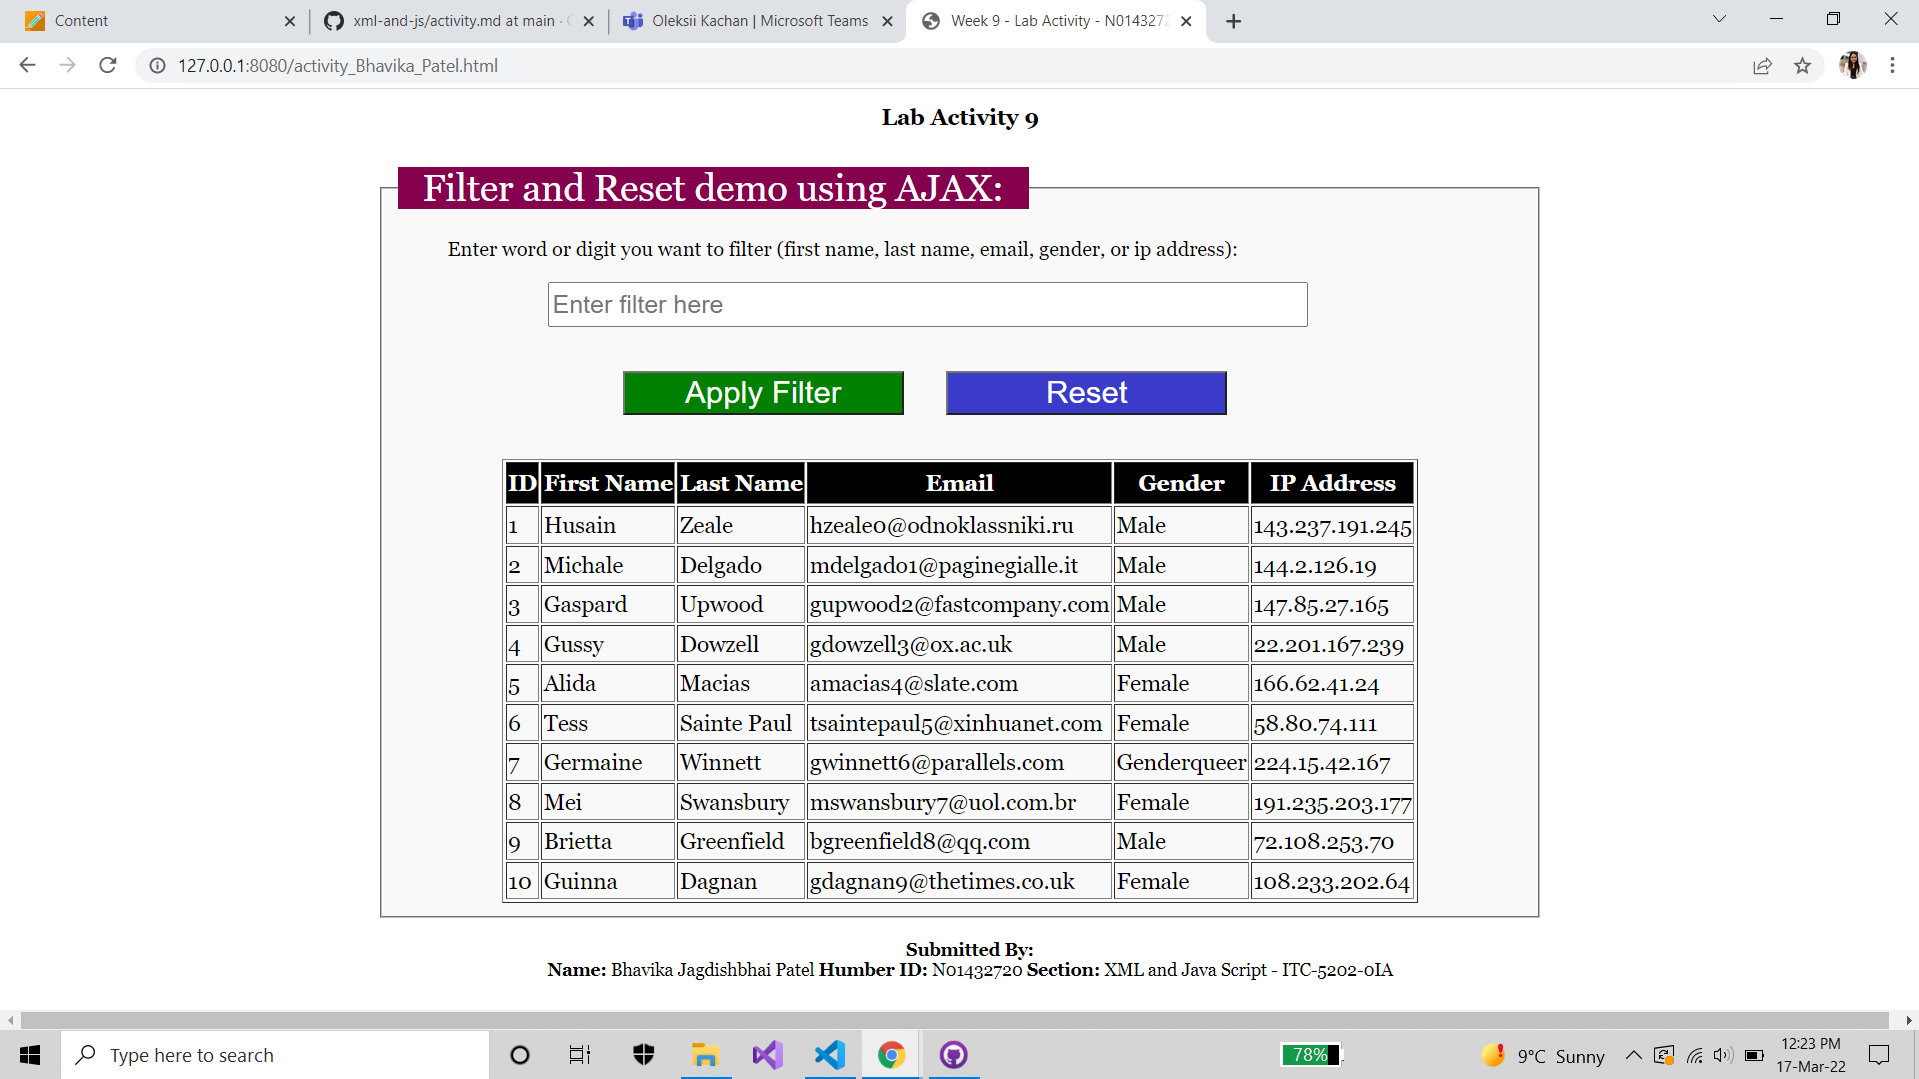 Content
xml-and-js/activity.md at main ·
Oleksii Kachan | Microsoft Teams
Week 9 - Lab Activity - N0143272
127.0.0.1:8080/activity_Bhavika_Patel.html
Lab Activity 9
Filter and Reset demo using AJAX:
Enter word or digit you want to filter (first name, last name, email, gender, or ip address):
Enter filter here
Apply Filter Reset
ID First Name Last Name Email Gender IP Address
1 Husain Zeale hzeale0@odnoklassniki.ru Male 143.237.191.245
2 Michale Delgado mdelgado1@paginegialle.it Male 144.2.126.19
3 Gaspard Upwood gupwood2@fastcompany.com Male 147.85.27.165
4 Gussy Dowzell gdowzell3@ox.ac.uk Male 22.201.167.239
5 Alida Macias amacias4@slate.com Female 166.62.41.24
6 Tess Sainte Paul tsaintepaul5@xinhuanet.com Female 58.80.74.111
7 Germaine Winnett gwinnett6@parallels.com Genderqueer 224.15.42.167
8 Mei Swansbury mswansbury7@uol.com.br Female 191.235.203.177
9 Brietta Greenfield bgreenfield8@qq.com Male 72.108.253.70
10 Guinna Dagnan gdagnan9@thetimes.co.uk Female 108.233.202.64
Submitted By:
Name: Bhavika Jagdishbhai Patel Humber ID: N01432720 Section: XML and Java Script - ITC-5202-0IA
Type here to search
78%
9°C Sunny
12:23 PM
17-Mar-22